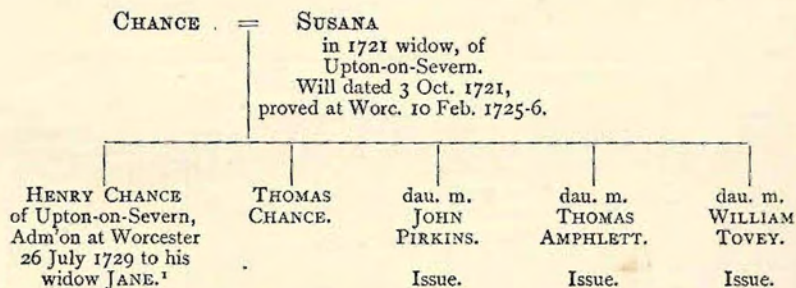 CHANCE . = SUSANA
in 1721 widow, of
Upton-on-Severn.
Will dated 3 Oct. 1721,
proved at Worc. 10 Feb. 1725-6.
HENRY CHANCE
of Upton-on-Severn,
Adm'on at Worcester
26 July 1729 to his
widow JANE.¹
THOMAS
CHANCE.
dau. m.
JOHN
PIRKINS.
Issue.
dau. m.
THOMAS
AMPHLETT.
Issue.
dau. m.
WILLIAM
TOVEY.
Issue.